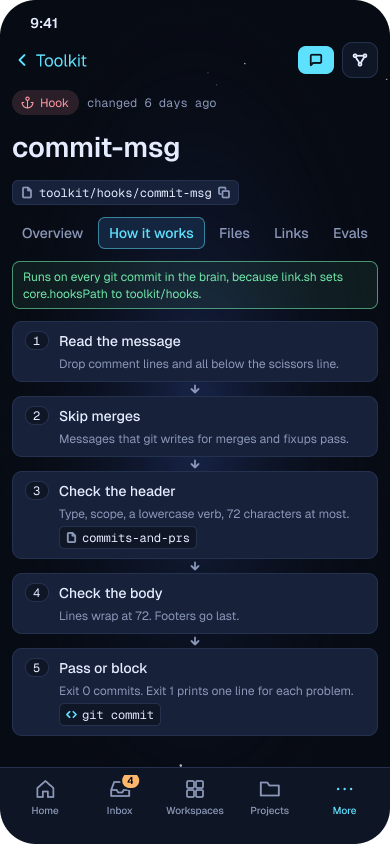 9:41
Toolkit
Hook changed 6 days ago
commit-msg
toolkit/hooks/commit-msg
Overview How it works Files Links Evals
Runs on every git commit in the brain, because link.sh sets
core.hooksPath to toolkit/hooks.
1 Read the message
Drop comment lines and all below the scissors line.
2 Skip merges
Messages that git writes for merges and fixups pass.
3 Check the header
Type, scope, a lowercase verb, 72 characters at most.
commits-and-prs
4 Check the body
Lines wrap at 72. Footers go last.
5 Pass or block
Exit 0 commits. Exit 1 prints one line for each problem.
git commit
4
Home Inbox Workspaces Projects More